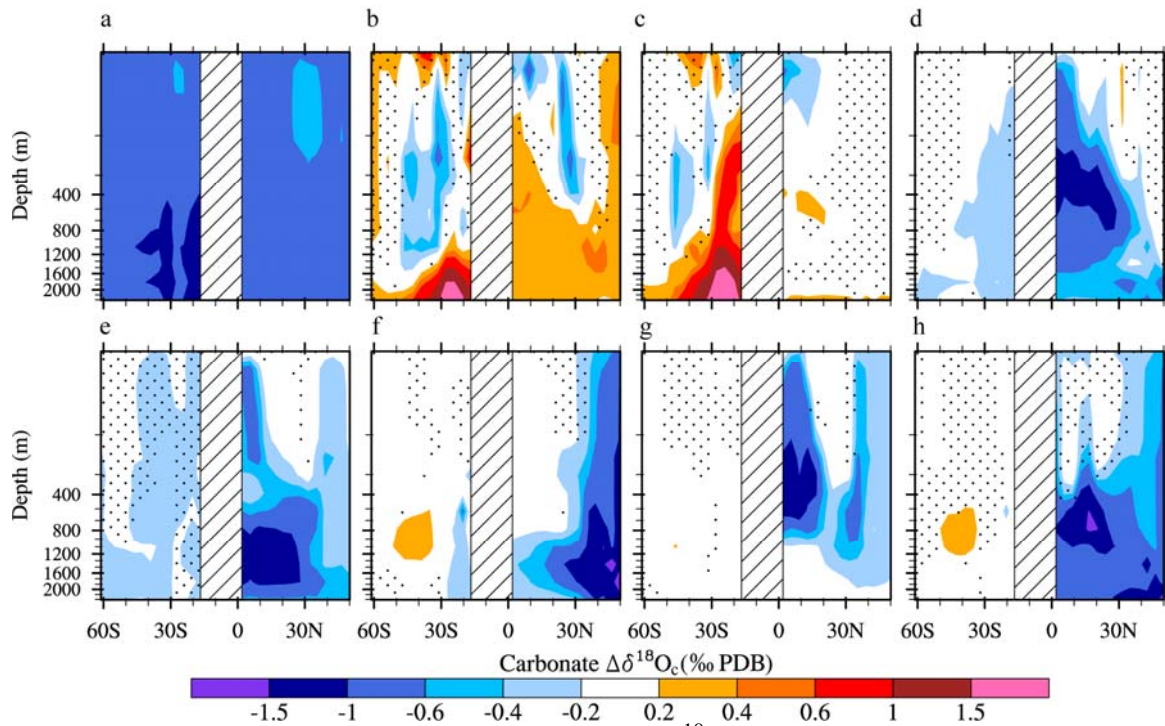 a b c d
Depth (m)
400
800
1200
1600
2000
e f g h
Depth (m)
400
800
1200
1600
2000
60S 30S 0 30N 60S 30S 0 30N 60S 30S 0 30N 60S 30S 0 30N
Carbonate Δδ¹⁸Oc(‰ PDB)
-1.5 -1 -0.6 -0.4 -0.2 0.2 0.4 0.6 1 1.5